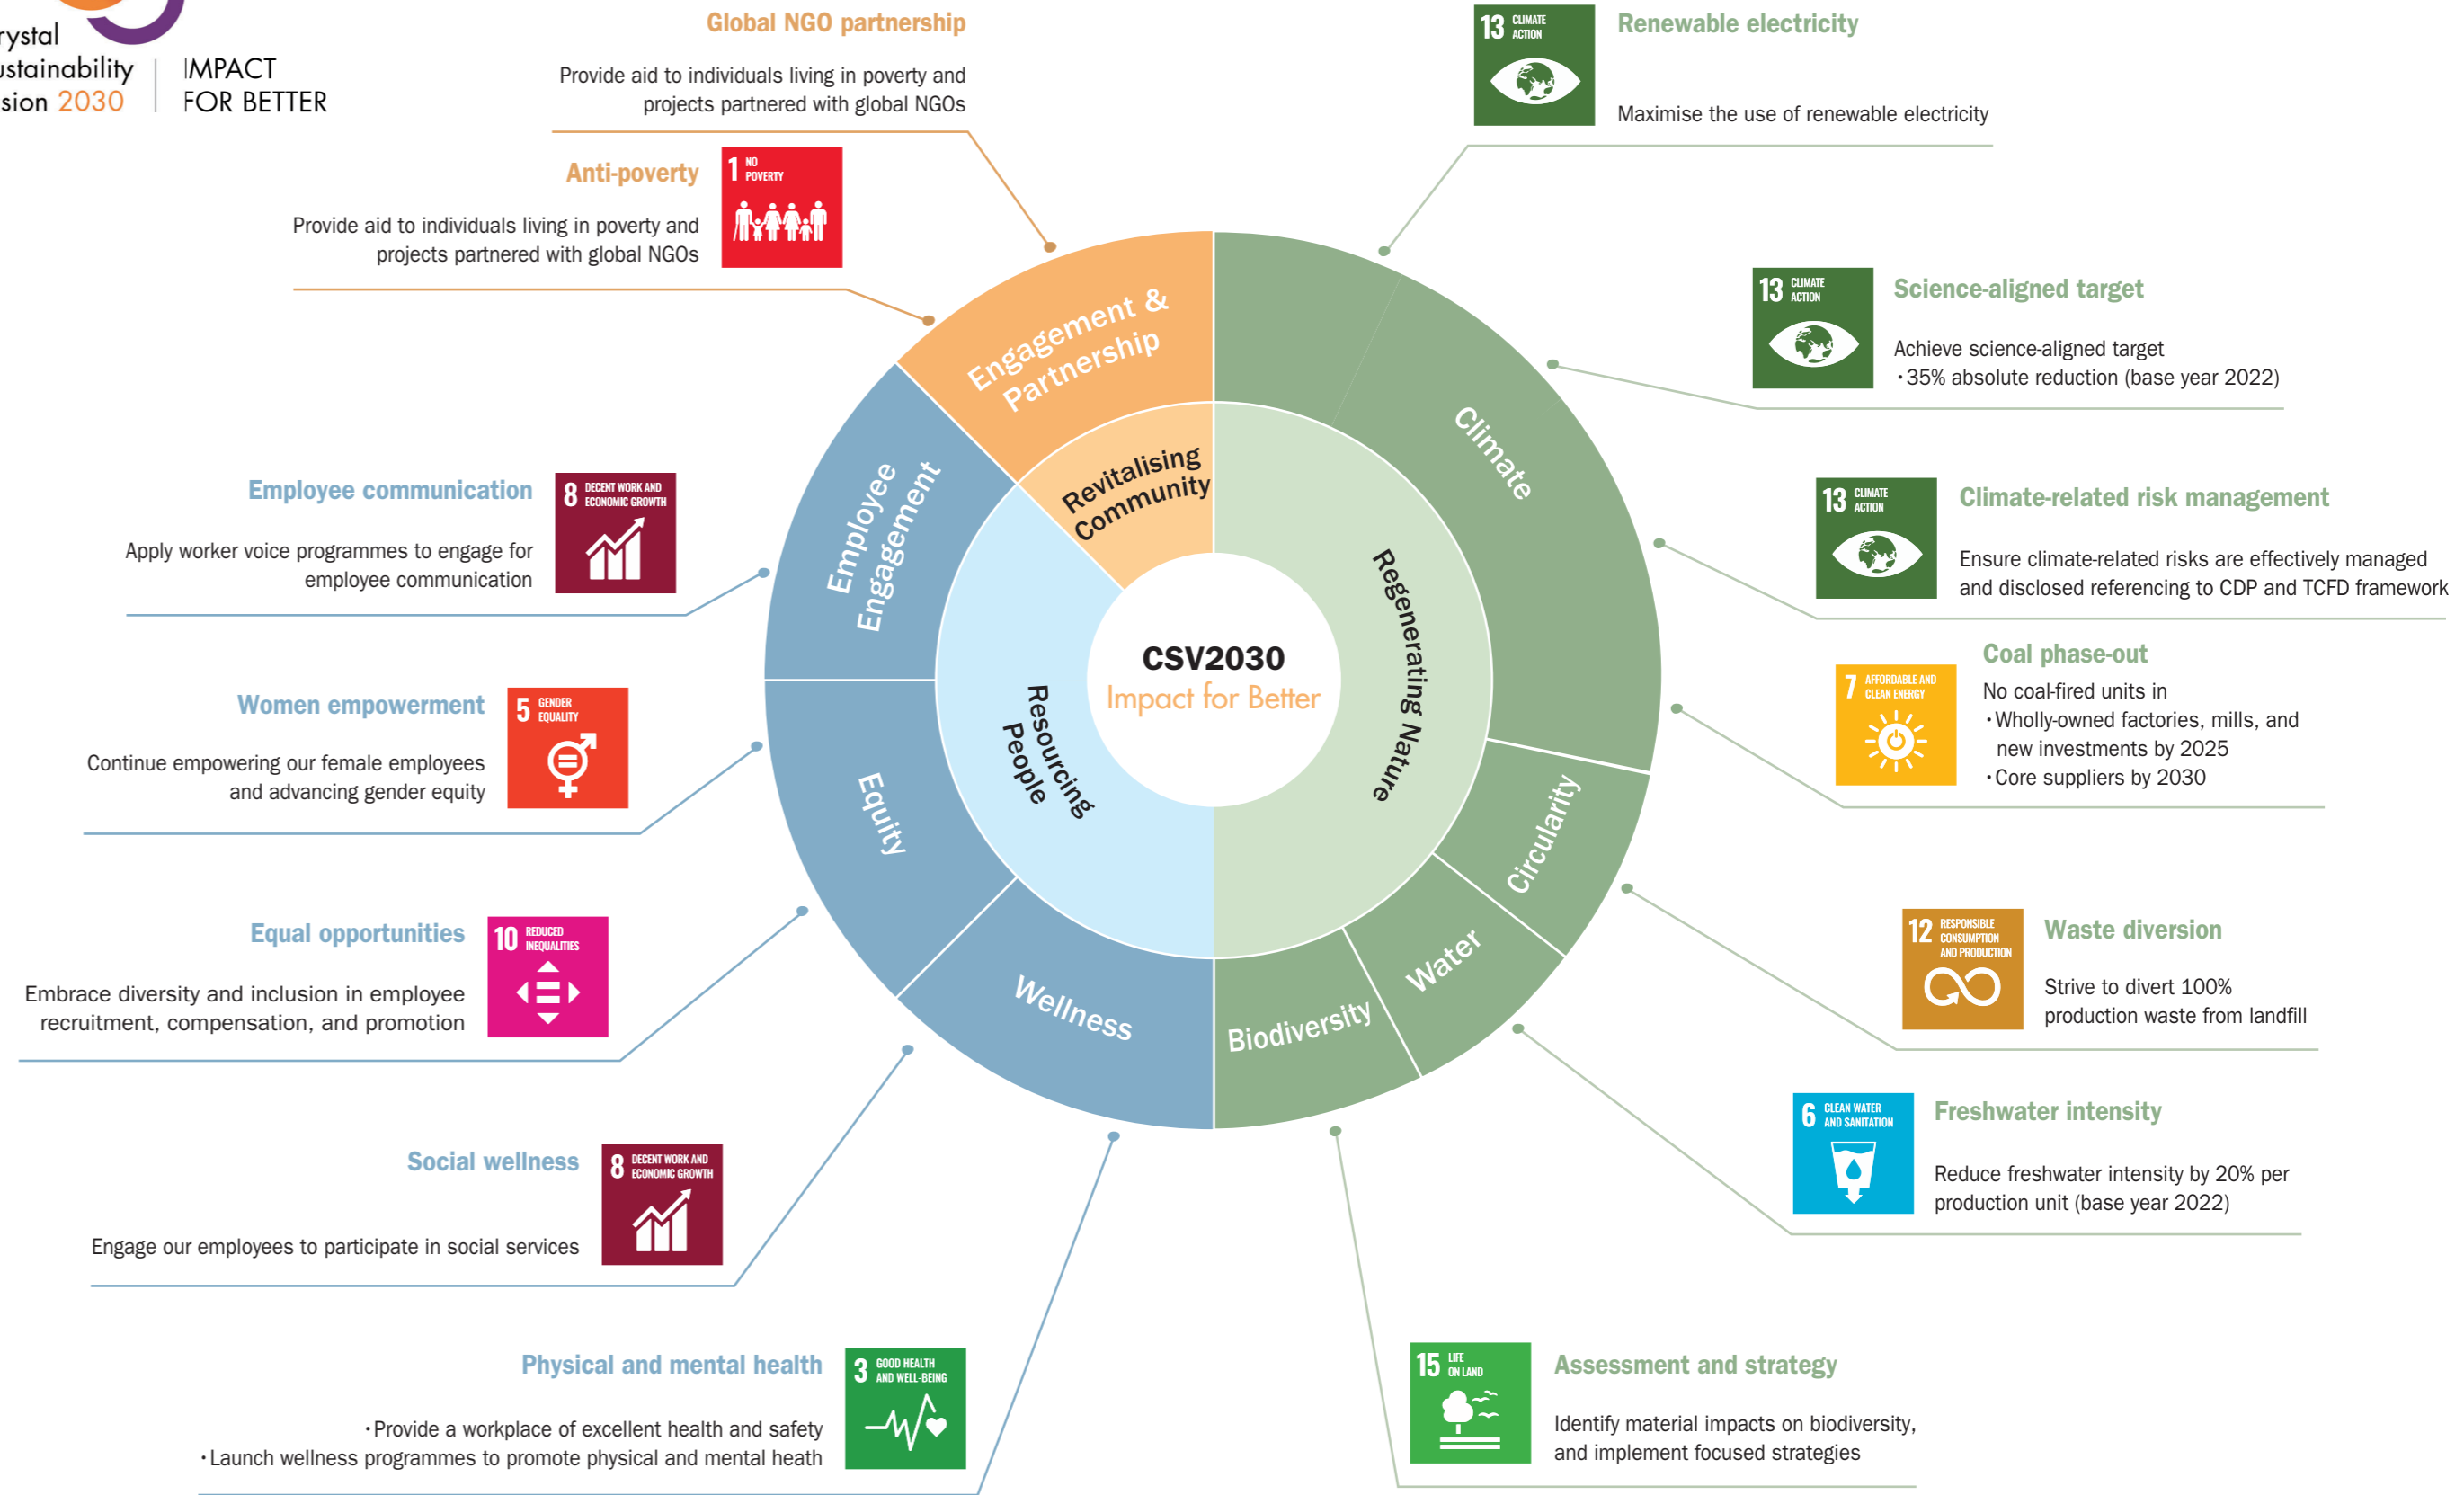 rystal
ustainability
sion 2030
IMPACT
FOR BETTER
Global NGO partnership
Provide aid to individuals living in poverty and
projects partnered with global NGOs
Anti-poverty
1 NO
POVERTY
Provide aid to individuals living in poverty and
projects partnered with global NGOs
Employee communication
8 DECENT WORK AND
ECONOMIC GROWTH
Apply worker voice programmes to engage for
employee communication
Women empowerment
5 GENDER
EQUALITY
Continue empowering our female employees
and advancing gender equity
Equal opportunities
10 REDUCED
INEQUALITIES
Embrace diversity and inclusion in employee
recruitment, compensation, and promotion
Social wellness
8 DECENT WORK AND
ECONOMIC GROWTH
Engage our employees to participate in social services
Physical and mental health
3 GOOD HEALTH
AND WELL-BEING
·Provide a workplace of excellent health and safety
·Launch wellness programmes to promote physical and mental heath
Engagement &
Partnership
Revitalising
Community
Employee
Engagement
Equity
Wellness
Resourcing
People
CSV2030
Impact for Better
Regenerating Nature
Climate
Circularity
Water
Biodiversity
13 CLIMATE
ACTION
Renewable electricity
Maximise the use of renewable electricity
13 CLIMATE
ACTION
Science-aligned target
Achieve science-aligned target
·35% absolute reduction (base year 2022)
13 CLIMATE
ACTION
Climate-related risk management
Ensure climate-related risks are effectively managed
and disclosed referencing to CDP and TCFD framework
7 AFFORDABLE AND
CLEAN ENERGY
Coal phase-out
No coal-fired units in
·Wholly-owned factories, mills, and
new investments by 2025
·Core suppliers by 2030
12 RESPONSIBLE
CONSUMPTION
AND PRODUCTION
Waste diversion
Strive to divert 100%
production waste from landfill
6 CLEAN WATER
AND SANITATION
Freshwater intensity
Reduce freshwater intensity by 20% per
production unit (base year 2022)
15 LIFE
ON LAND
Assessment and strategy
Identify material impacts on biodiversity,
and implement focused strategies